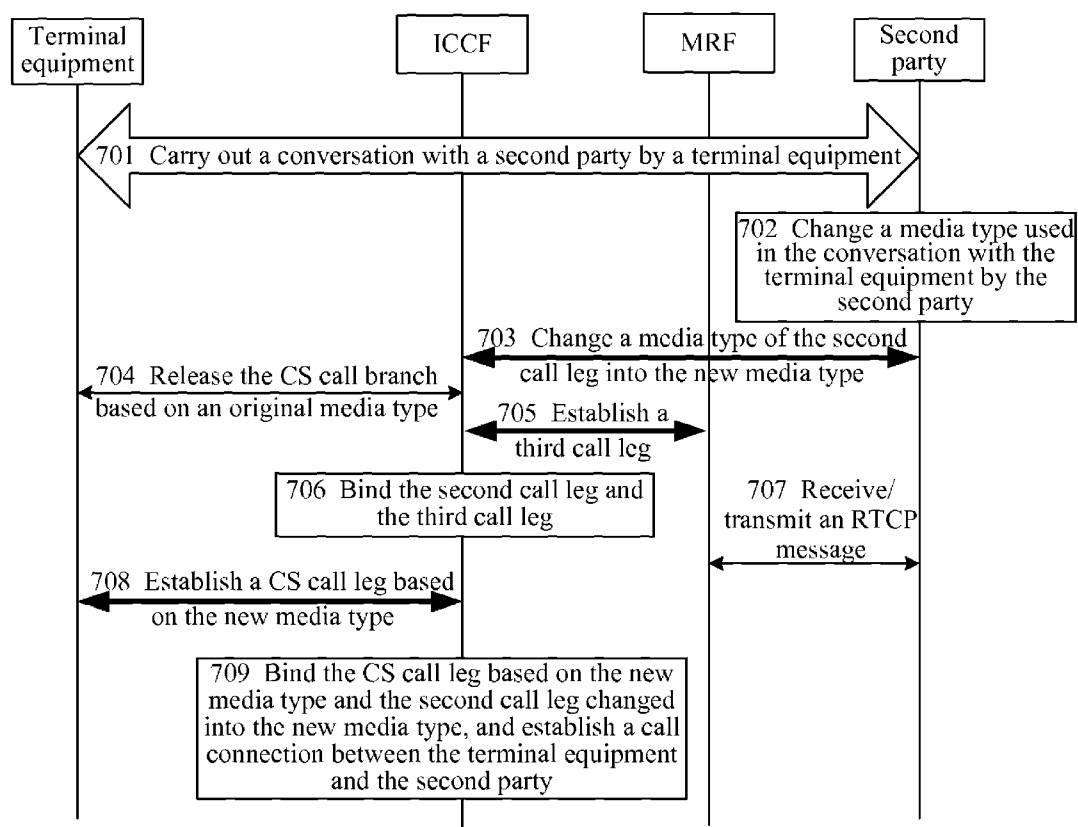 Terminal
equipment
ICCF
MRF
Second
party
701 Carry out a conversation with a second party by a terminal equipment
702 Change a media type used
in the conversation with the
terminal equipment by the
second party
703 Change a media type of the second
call leg into the new media type
704 Release the CS call branch
based on an original media type
705 Establish a
third call leg
706 Bind the second call leg and
the third call leg
707 Receive/
transmit an RTCP
message
708 Establish a CS call leg based
on the new media type
709 Bind the CS call leg based on the new
media type and the second call leg changed
into the new media type, and establish a call
connection between the terminal equipment
and the second party